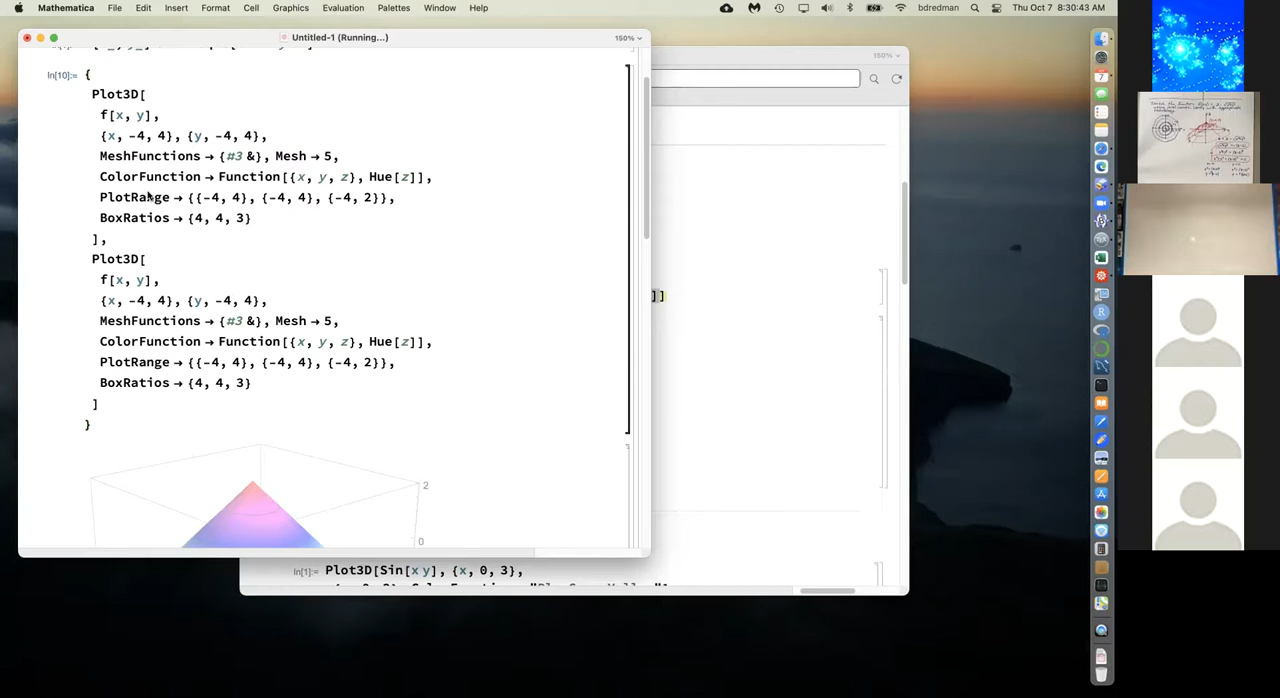 Mathematica File Edit Insert Format Cell Graphics Evaluation Palettes Window Help bdredman Thu Oct 7 8:30:43 AM
Untitled-1 (Running...) 150%
150%
In[10]:= {
Plot3D[
f[x, y],
{x, -4, 4}, {y, -4, 4},
MeshFunctions → {#3 &}, Mesh → 5,
ColorFunction → Function[{x, y, z}, Hue[z]],
PlotRange → {{-4, 4}, {-4, 4}, {-4, 2}},
BoxRatios → {4, 4, 3}
],
Plot3D[
f[x, y],
{x, -4, 4}, {y, -4, 4},
MeshFunctions → {#3 &}, Mesh → 5,
ColorFunction → Function[{x, y, z}, Hue[z]],
PlotRange → {{-4, 4}, {-4, 4}, {-4, 2}},
BoxRatios → {4, 4, 3}
]
}
2
0
]]
In[1]:= Plot3D[Sin[x y], {x, 0, 3},